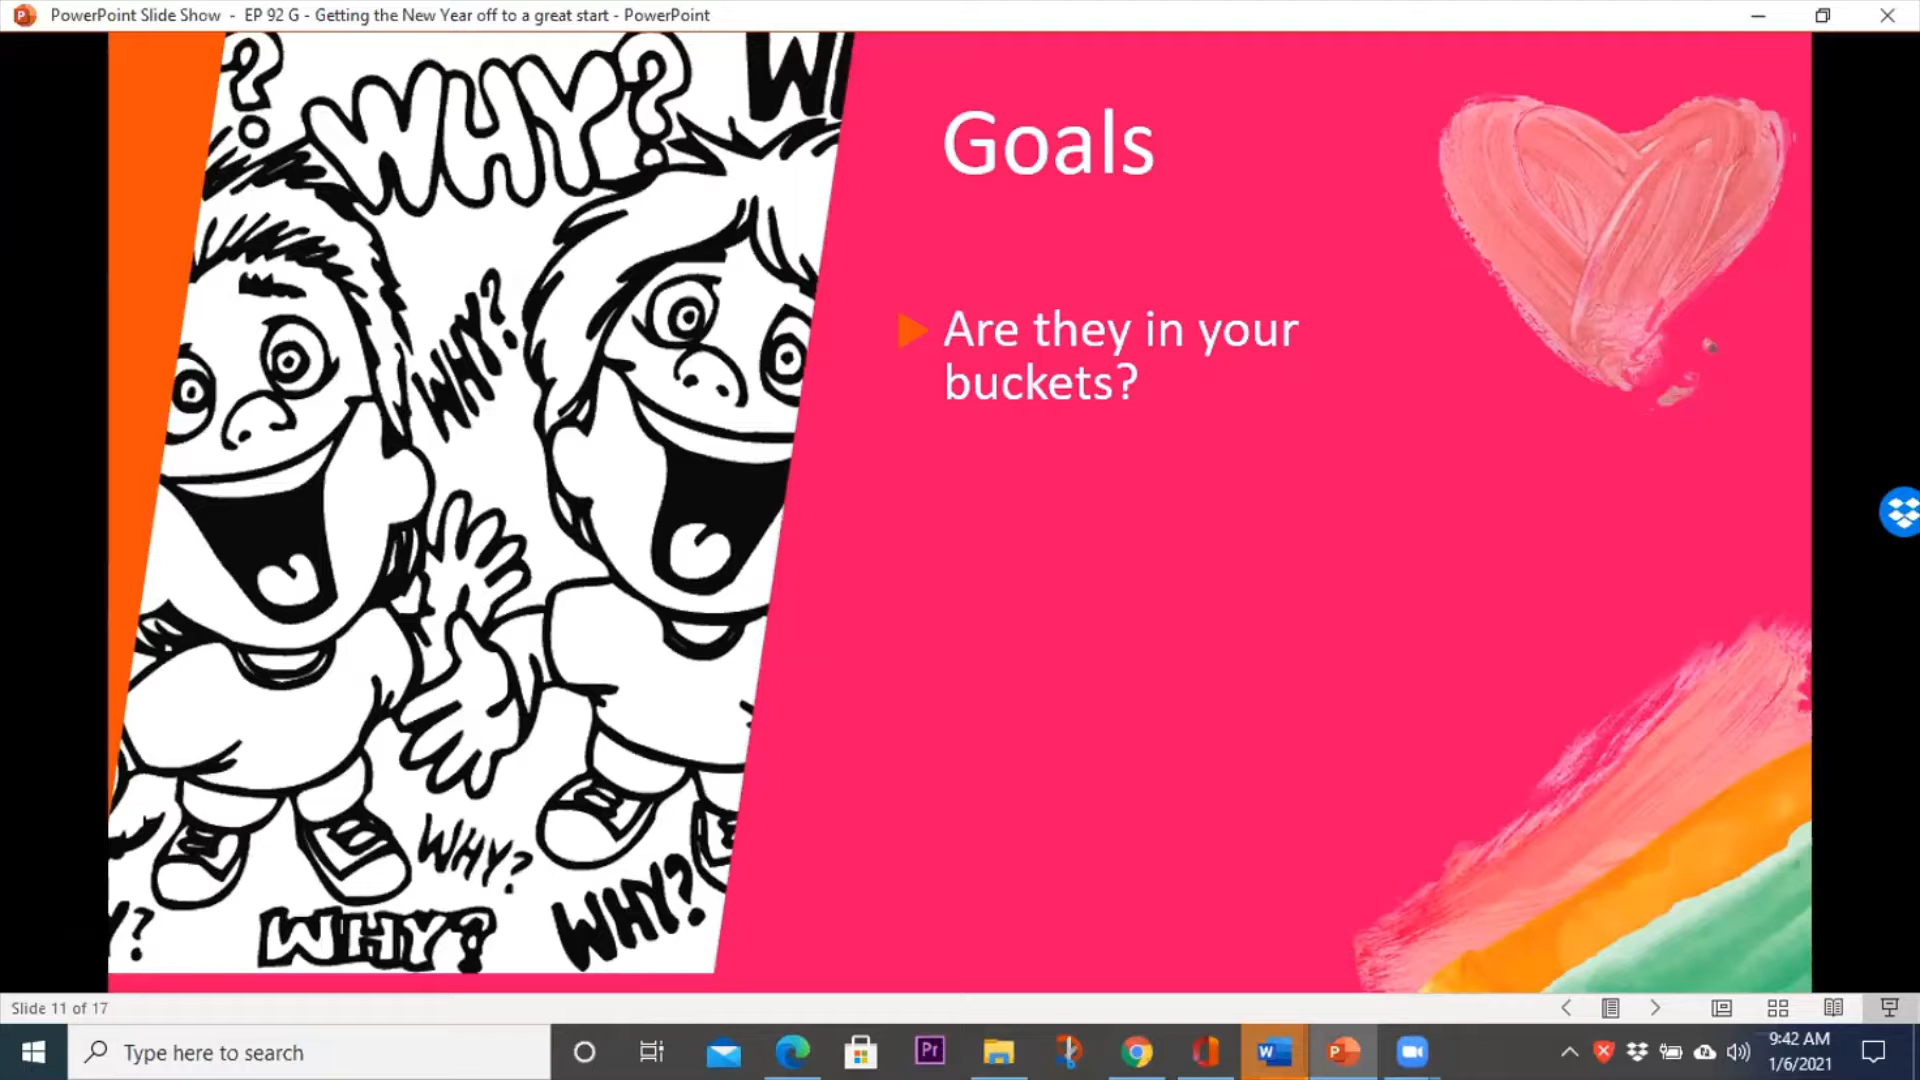 PowerPoint Slide Show - EP 92 G - Getting the New Year off to a great start - PowerPoint
?
WHY?
WHY?
WHY?
WHY?
WHY?
Goals
Are they in your
buckets?
Slide 11 of 17
Type here to search
Pr
9:42 AM
1/6/2021